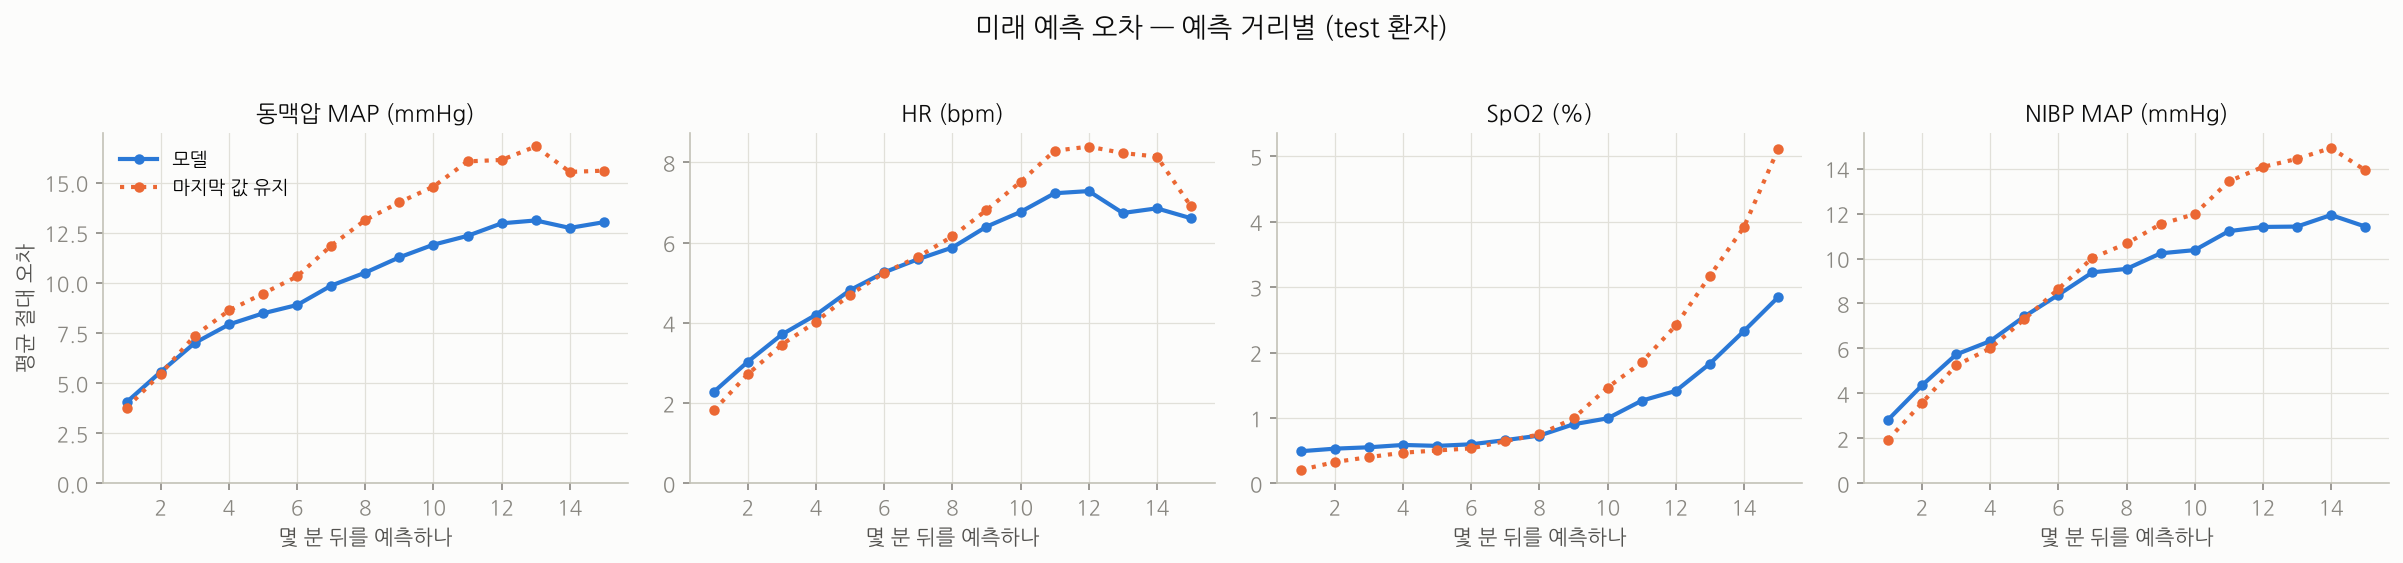 미래 예측 오차 — 예측 거리별 (test 환자)
동맥압 MAP (mmHg)
모델
마지막 값 유지
평균 절대 오차
15.0
12.5
10.0
7.5
5.0
2.5
0.0
2 4 6 8 10 12 14
몇 분 뒤를 예측하나
HR (bpm)
8
6
4
2
0
2 4 6 8 10 12 14
몇 분 뒤를 예측하나
SpO2 (%)
5
4
3
2
1
0
2 4 6 8 10 12 14
몇 분 뒤를 예측하나
NIBP MAP (mmHg)
14
12
10
8
6
4
2
0
2 4 6 8 10 12 14
몇 분 뒤를 예측하나